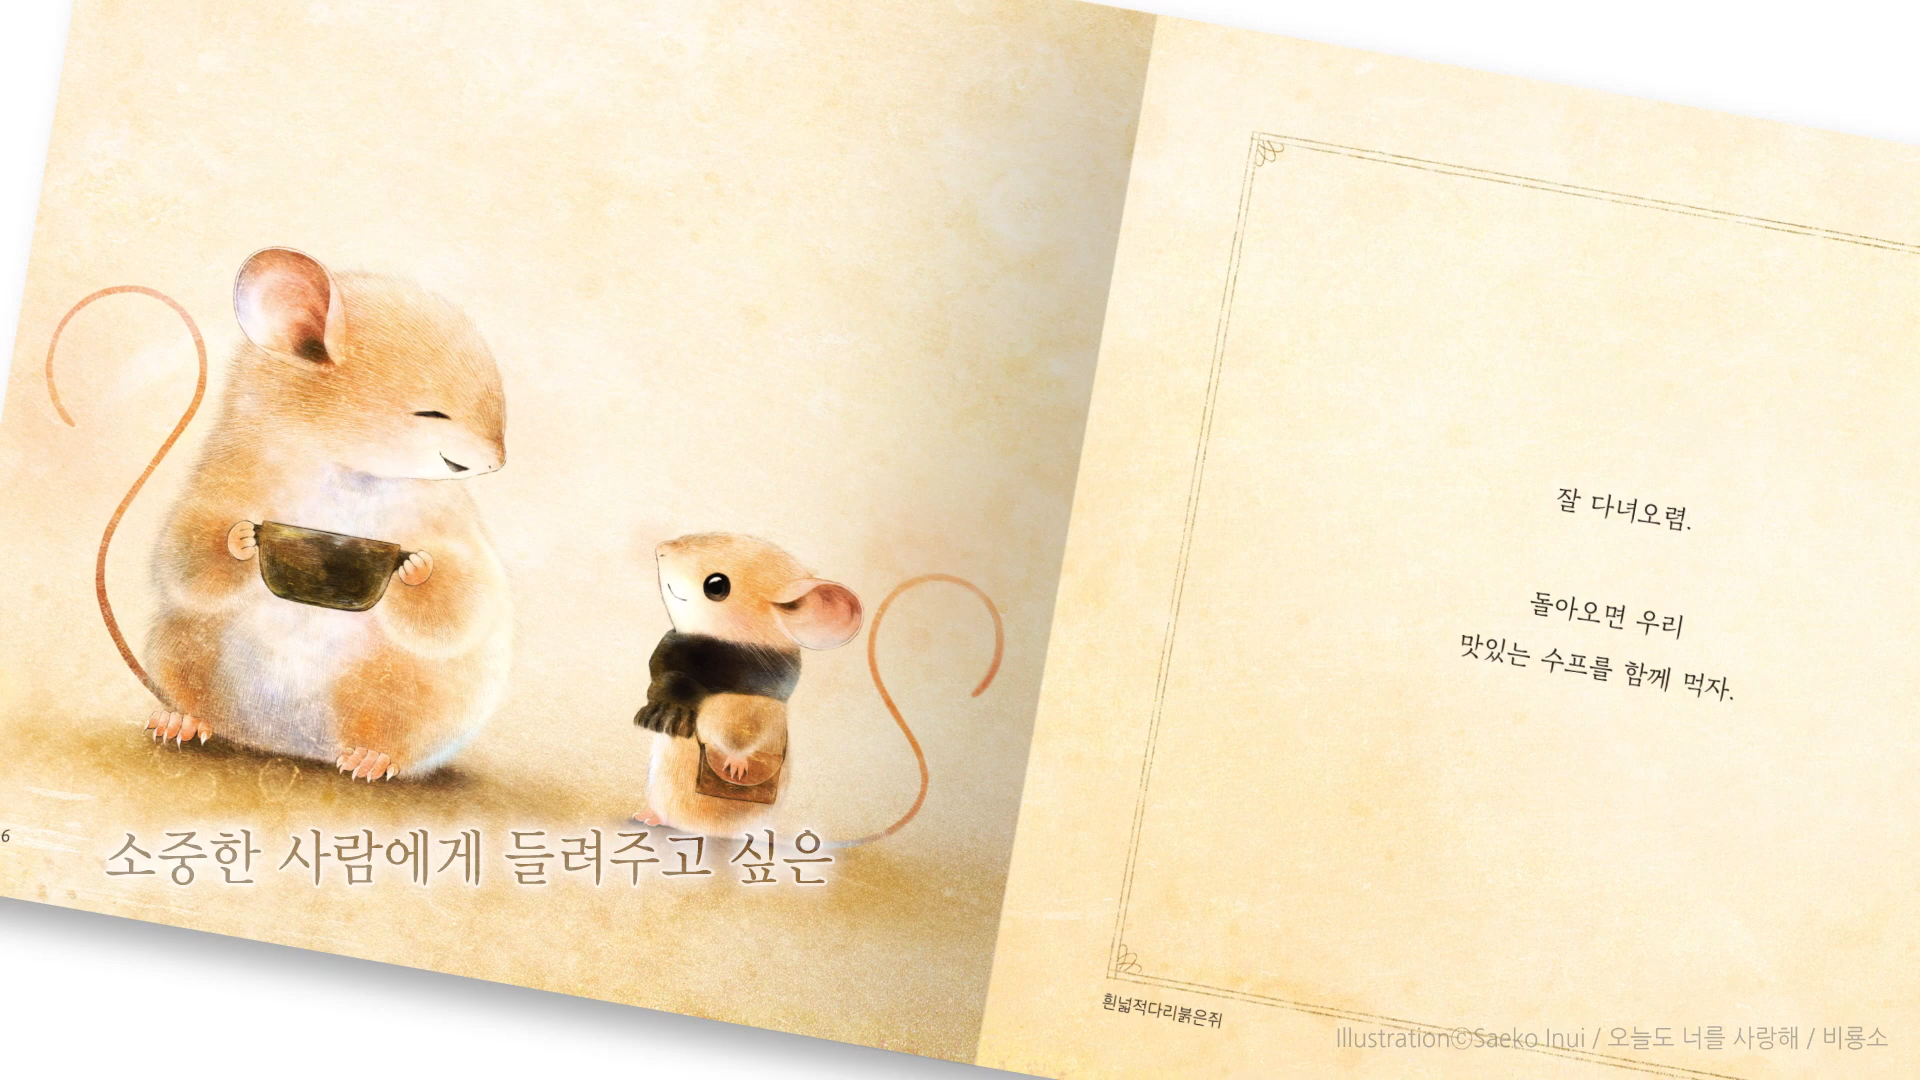 잘 다녀오렴.
돌아오면 우리
맛있는 수프를 함께 먹자.
6
소중한 사람에게 들려주고 싶은
흰넓적다리붉은쥐
IllustrationⓒSaeko Inui / 오늘도 너를 사랑해 / 비룡소